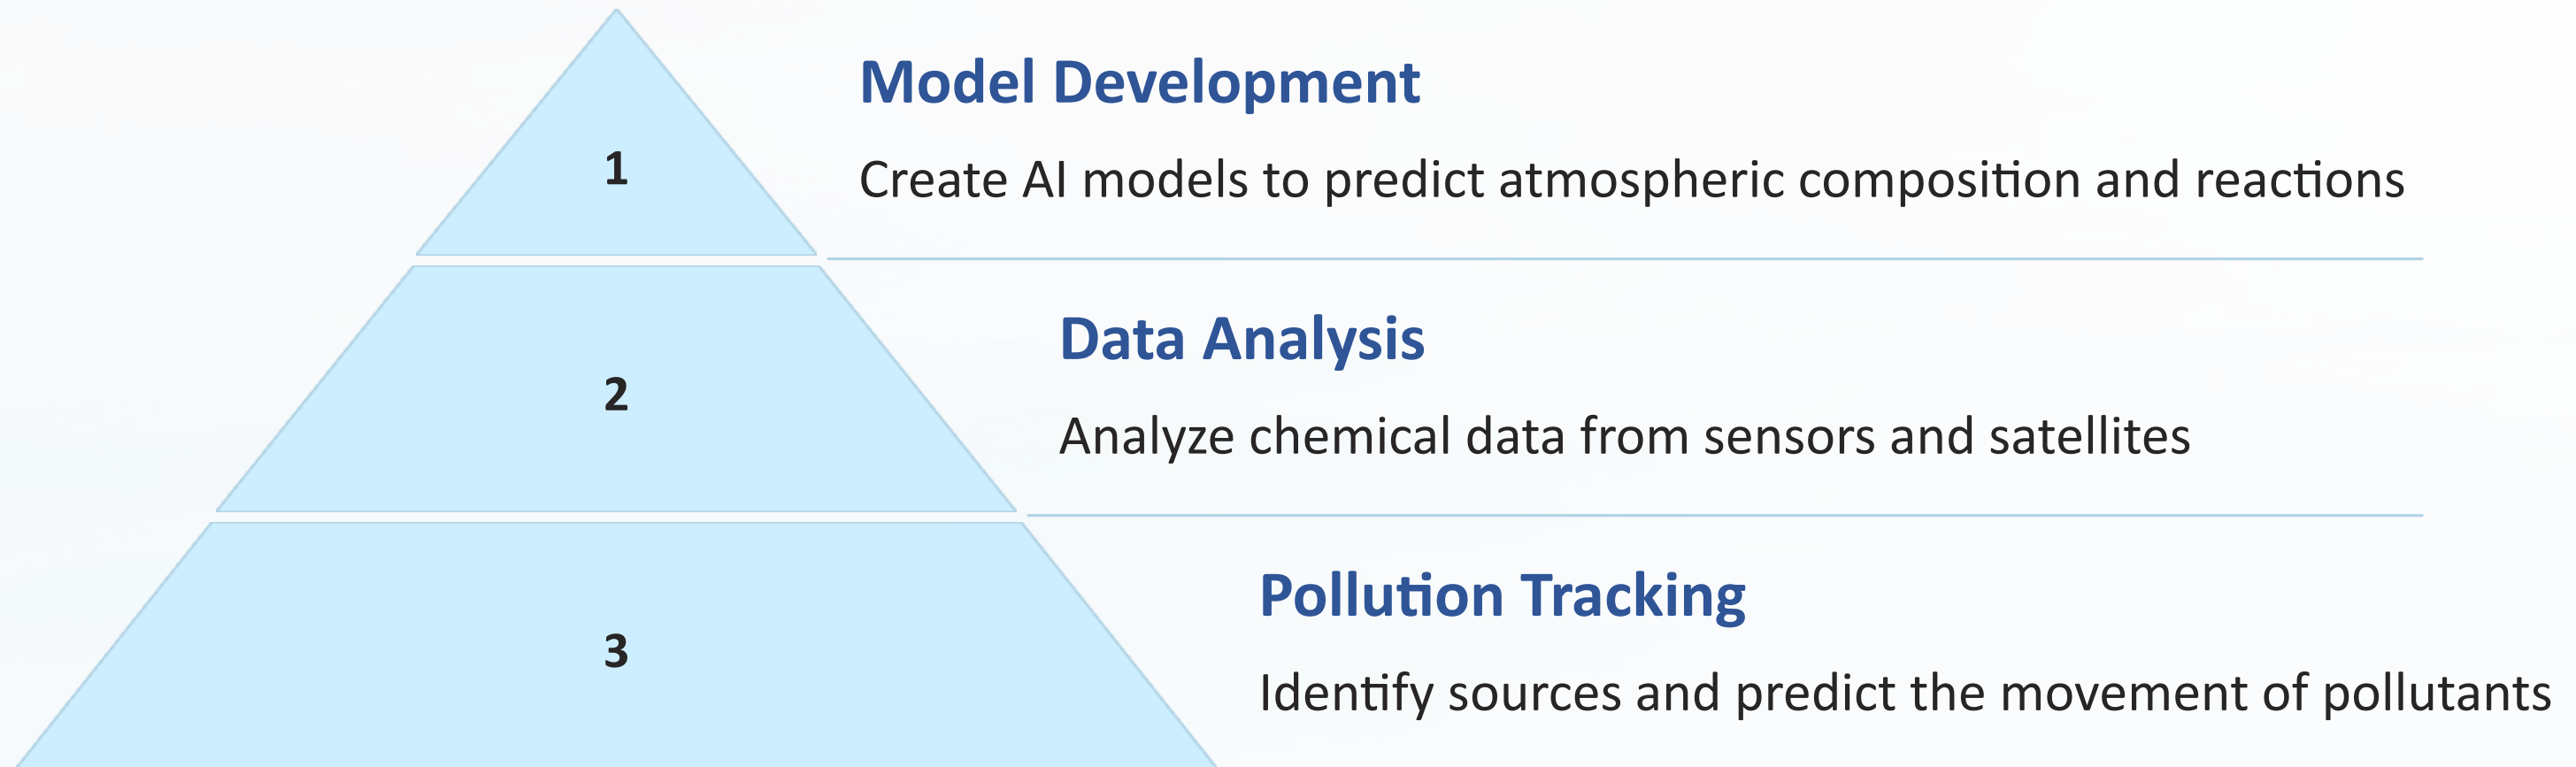 1
Model Development
Create AI models to predict atmospheric composition and reactions
2
Data Analysis
Analyze chemical data from sensors and satellites
3
Pollution Tracking
Identify sources and predict the movement of pollutants